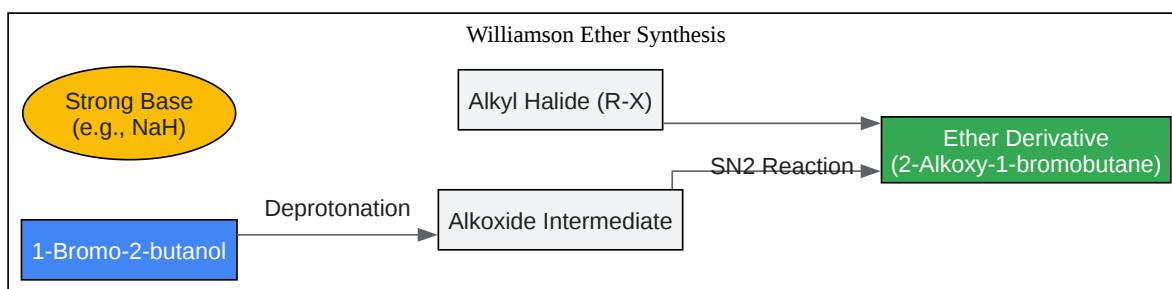 Williamson Ether Synthesis
Strong Base
(e.g., NaH)
Alkyl Halide (R-X)
Ether Derivative
(2-Alkoxy-1-bromobutane)
SN2 Reaction
Deprotonation
Alkoxide Intermediate
1-Bromo-2-butanol